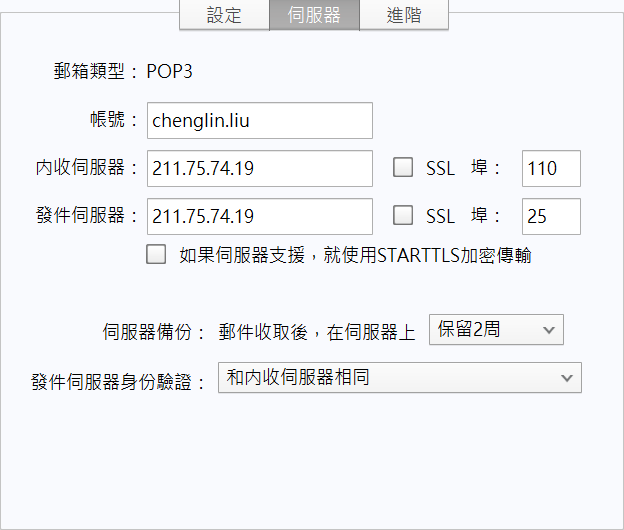 設定 伺服器 進階
郵箱類型： POP3
帳號： chenglin.liu
內收伺服器： 211.75.74.19 SSL 埠： 110
發件伺服器： 211.75.74.19 SSL 埠： 25
如果伺服器支援，就使用STARTTLS加密傳輸
伺服器備份： 郵件收取後，在伺服器上 保留2周
發件伺服器身份驗證： 和內收伺服器相同